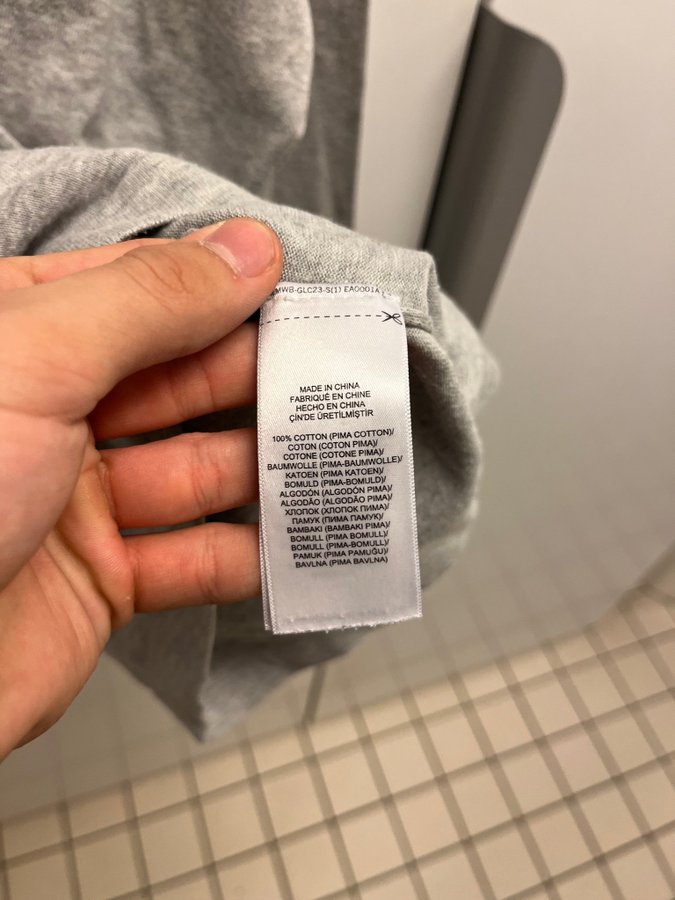 MWB-GLC23-S(1) EA0001A
MADE IN CHINA
FABRIQUÉ EN CHINE
HECHO EN CHINA
ÇİN'DE ÜRETİLMİŞTİR
100% COTTON (PIMA COTTON)/
COTON (COTON PIMA)/
COTONE (COTONE PIMA)/
BAUMWOLLE (PIMA-BAUMWOLLE)/
KATOEN (PIMA KATOEN)/
BOMULD (PIMA-BOMULD)/
ALGODÓN (ALGODÓN PIMA)/
ALGODÃO (ALGODÃO PIMA)/
ХЛОПОК (ХЛОПОК ПИМА)/
ПАМУК (ПИМА ПАМУК)/
BAMBAKI (BAMBAKI PIMA)/
BOMULL (PIMA BOMULL)/
BOMULL (PIMA-BOMULL)/
PAMUK (PIMA PAMUĞU)/
BAVLNA (PIMA BAVLNA)